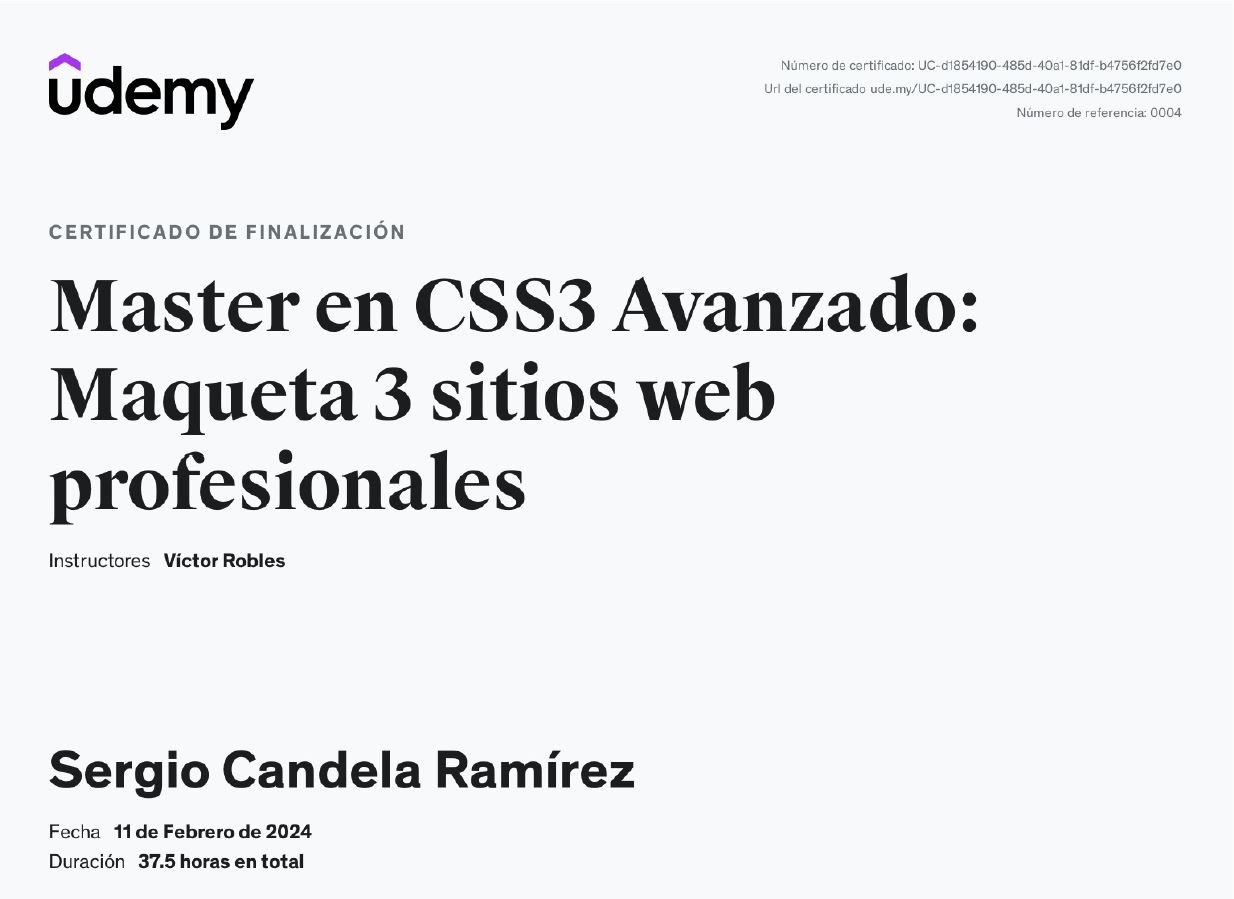 udemy
Número de certificado: UC-d1854190-485d-40a1-81df-b4756f2fd7e0
Url del certificado ude.my/UC-d1854190-485d-40a1-81df-b4756f2fd7e0
Número de referencia: 0004
CERTIFICADO DE FINALIZACIÓN
Master en CSS3 Avanzado:
Maqueta 3 sitios web
profesionales
Instructores Víctor Robles
Sergio Candela Ramírez
Fecha 11 de Febrero de 2024
Duración 37.5 horas en total